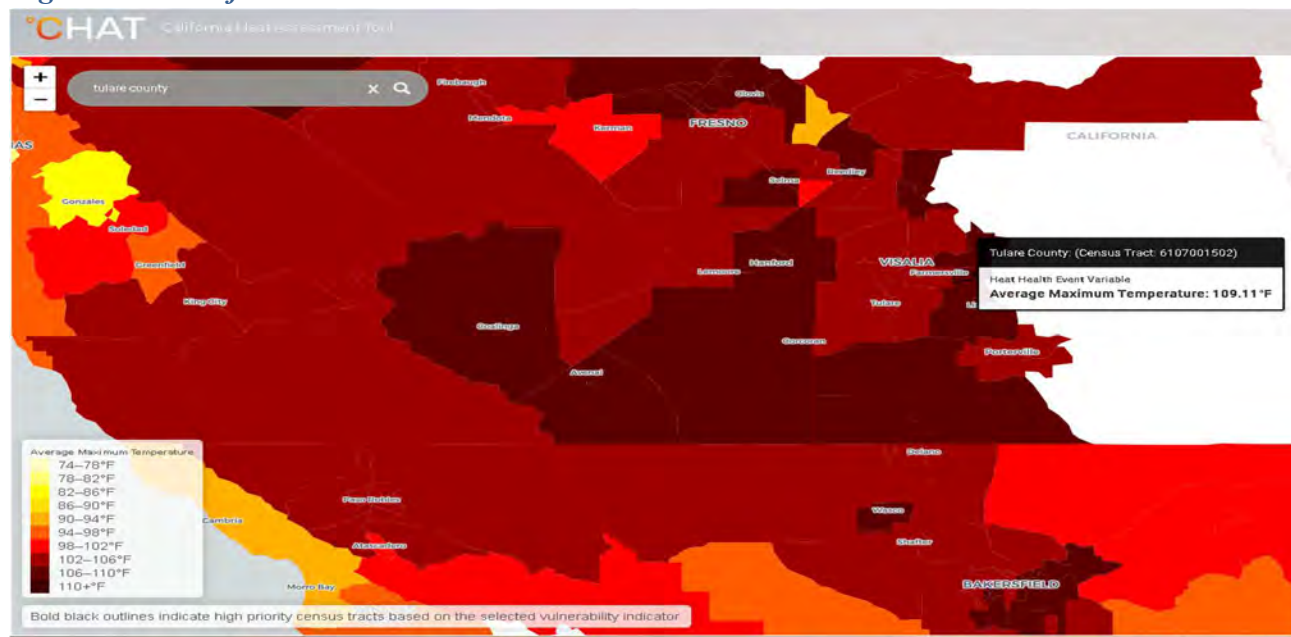 °CHAT California Heat Assessment Tool
+
−
tulare county × 
Firebaugh
Clovis
Mendota
Kerman
FRESNO
CALIFORNIA
AS
Selma
Reedley
Gonzales
Soledad
Greenfield
King City
Lemoore
Hanford
VISALIA
Farmersville
Tulare
Li
Tulare County: (Census Tract: 6107001502)
Heat Health Event Variable
Average Maximum Temperature: 109.11°F
Coalinga
Corcoran
Porterville
Avenal
Average Maximum Temperature
74–78°F
78–82°F
82–86°F
86–90°F
90–94°F
94–98°F
98–102°F
102–106°F
106–110°F
110+°F
Delano
Paso Robles
Wasco
Cambria
Shafter
Atascadero
Morro Bay
BAKERSFIELD
Bold black outlines indicate high priority census tracts based on the selected vulnerability indicator